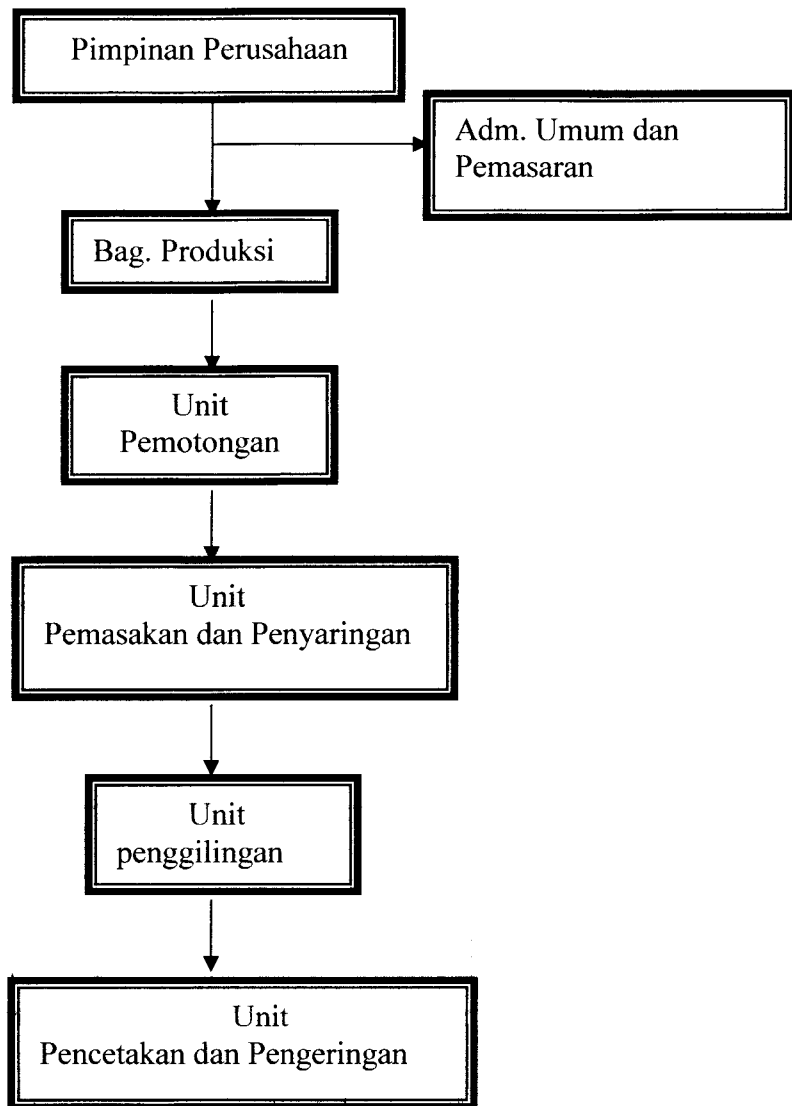 Pimpinan Perusahaan
Adm. Umum dan
Pemasaran
Bag. Produksi
Unit
Pemotongan
Unit
Pemasakan dan Penyaringan
Unit
penggilingan
Unit
Pencetakan dan Pengeringan